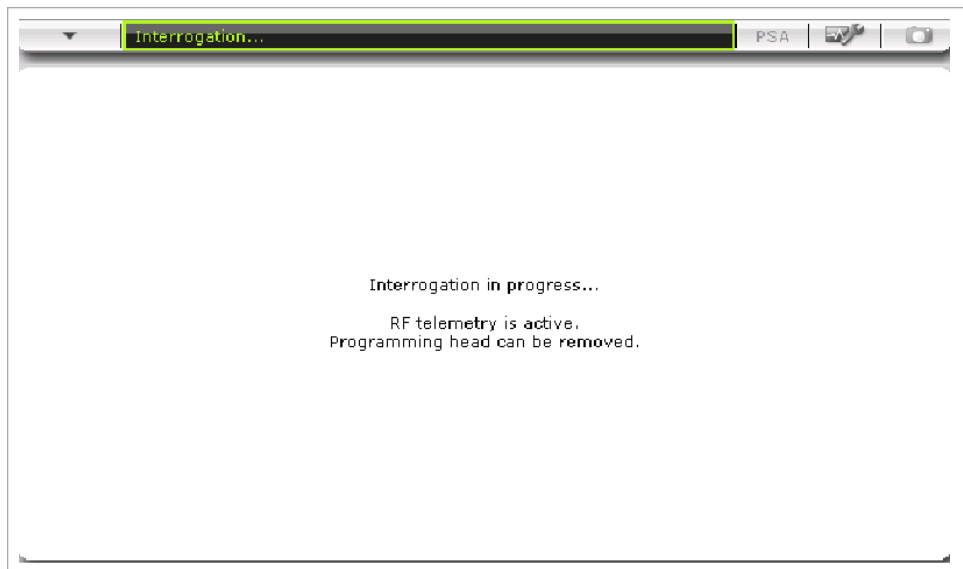 Interrogation...
PSA
Interrogation in progress...
RF telemetry is active.
Programming head can be removed.